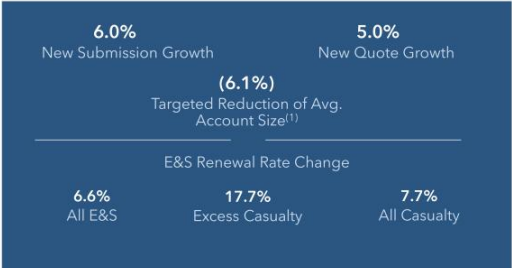 6.0% 5.0%
New Submission Growth New Quote Growth
(6.1%)
Targeted Reduction of Avg.
Account Size(1)
E&S Renewal Rate Change
6.6% 17.7% 7.7%
All E&S Excess Casualty All Casualty